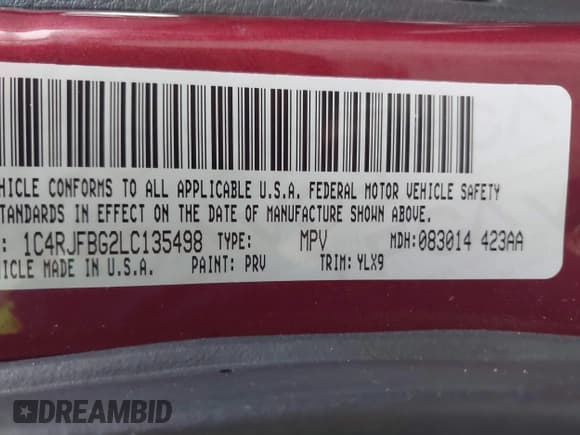 HICLE CONFORMS TO ALL APPLICABLE U.S.A. FEDERAL MOTOR VEHICLE SAFETY
STANDARDS IN EFFECT ON THE DATE OF MANUFACTURE SHOWN ABOVE.
: 1C4RJFBG2LC135498 TYPE: MPV MDH:083014 423AA
HICLE MADE IN U.S.A. PAINT: PRV TRIM: YLX9
DREAMBID